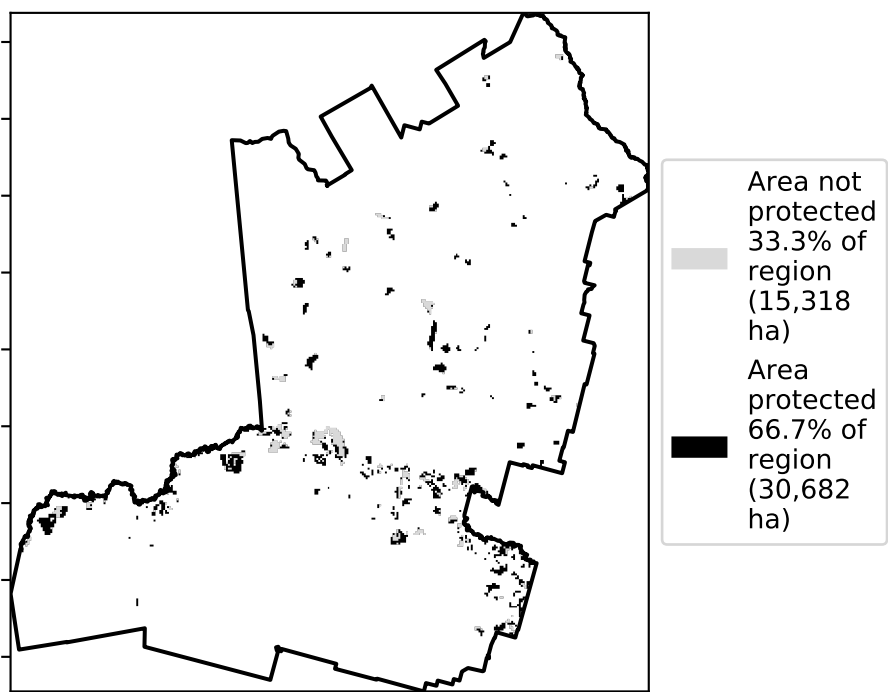 Area not
protected
33.3% of
region
(15,318
ha)
Area
protected
66.7% of
region
(30,682
ha)